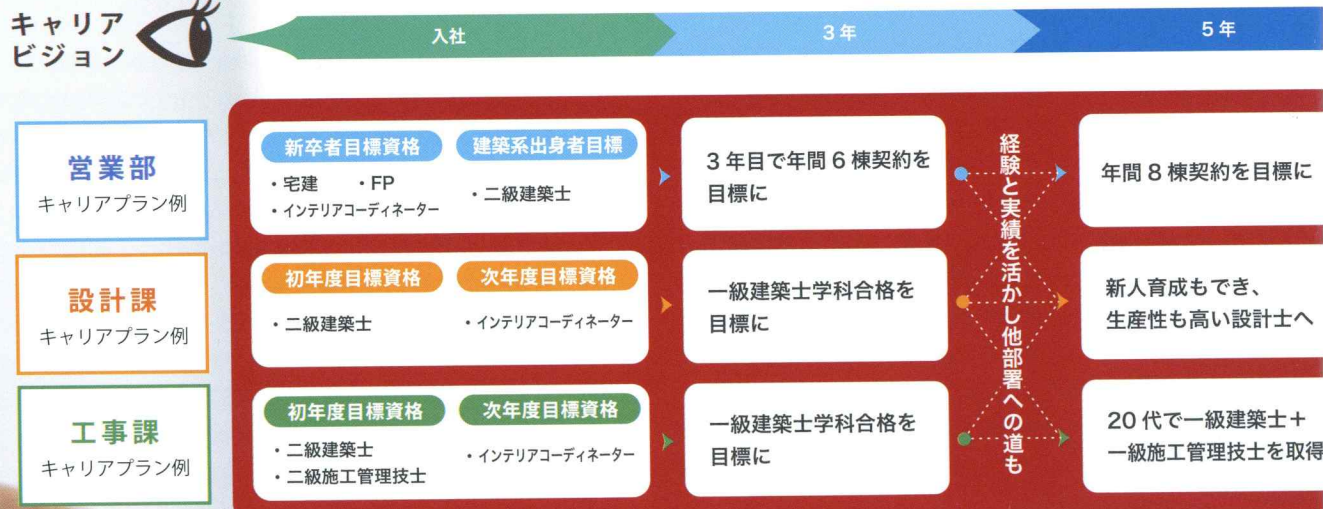 キャリア
ビジョン
入社
3年
5年
営業部
キャリアプラン例
新卒者目標資格
・宅建 ・FP
・インテリアコーディネーター
建築系出身者目標
・二級建築士
3年目で年間6棟契約を
目標に
経験と実績を活かし他部署への道も
年間8棟契約を目標に
設計課
キャリアプラン例
初年度目標資格
・二級建築士
次年度目標資格
・インテリアコーディネーター
一級建築士学科合格を
目標に
新人育成もでき、
生産性も高い設計士へ
工事課
キャリアプラン例
初年度目標資格
・二級建築士
・二級施工管理技士
次年度目標資格
・インテリアコーディネーター
一級建築士学科合格を
目標に
20代で一級建築士＋
一級施工管理技士を取得